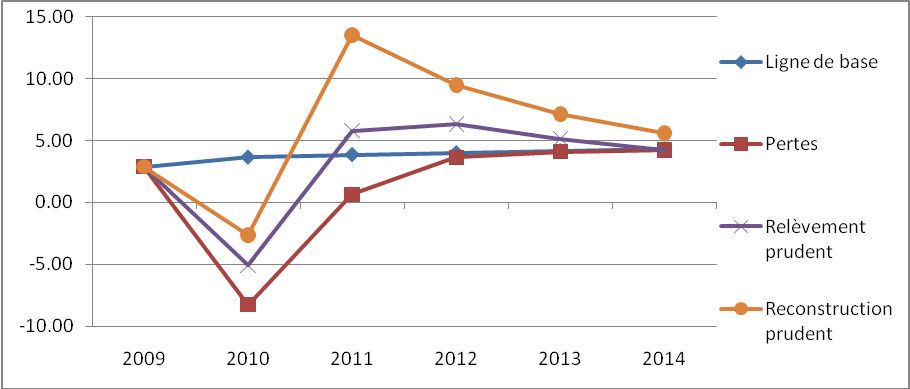 15.00
10.00
5.00
0.00
-5.00
-10.00
2009 2010 2011 2012 2013 2014
Ligne de base
Pertes
Relèvement
prudent
Reconstruction
prudent